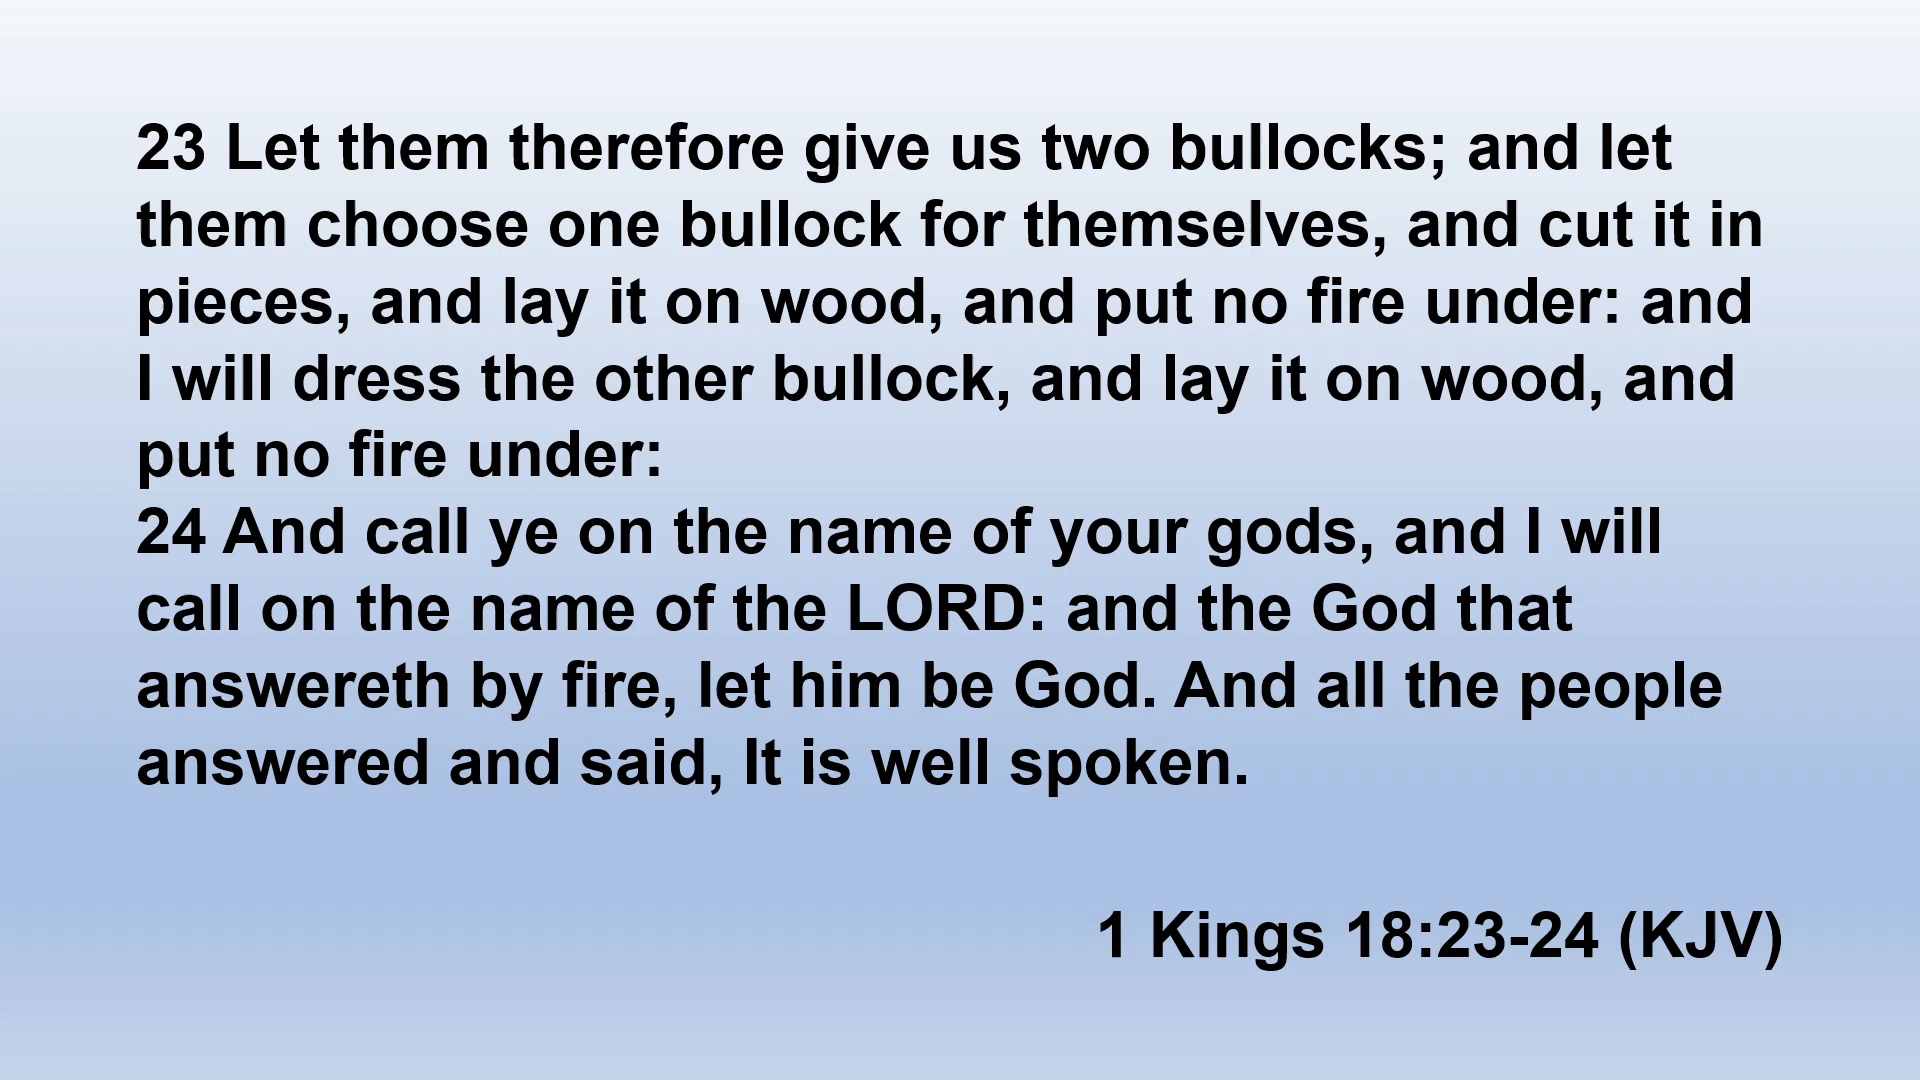 23 Let them therefore give us two bullocks; and let
them choose one bullock for themselves, and cut it in
pieces, and lay it on wood, and put no fire under: and
I will dress the other bullock, and lay it on wood, and
put no fire under:
24 And call ye on the name of your gods, and I will
call on the name of the LORD: and the God that
answereth by fire, let him be God. And all the people
answered and said, It is well spoken.
1 Kings 18:23-24 (KJV)